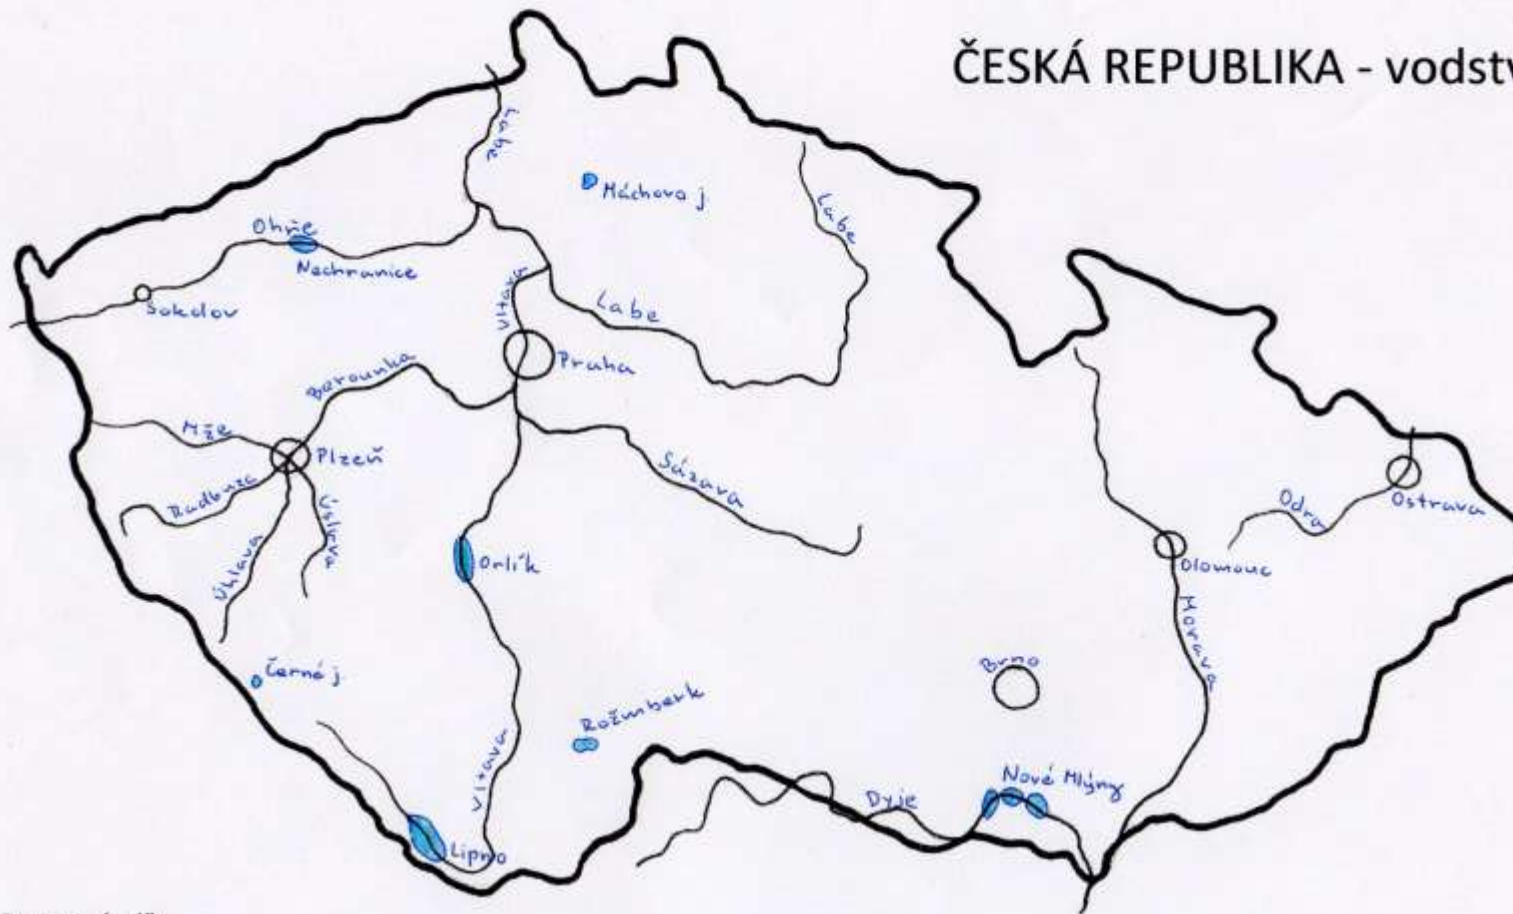 ČESKÁ REPUBLIKA - vodstv
Labe
Máchovo j.
Labe
Ohře
Nechranice
Sokolov
Vltava
Labe
Praha
Berounka
Mže
Plzeň
Radbuza
Úslava
Úhlava
Sázava
Orlík
Odra
Ostrava
Olomouc
Morava
Černé j.
Brno
Rožmberk
Vltava
Nové Mlýny
Dyje
Lipno